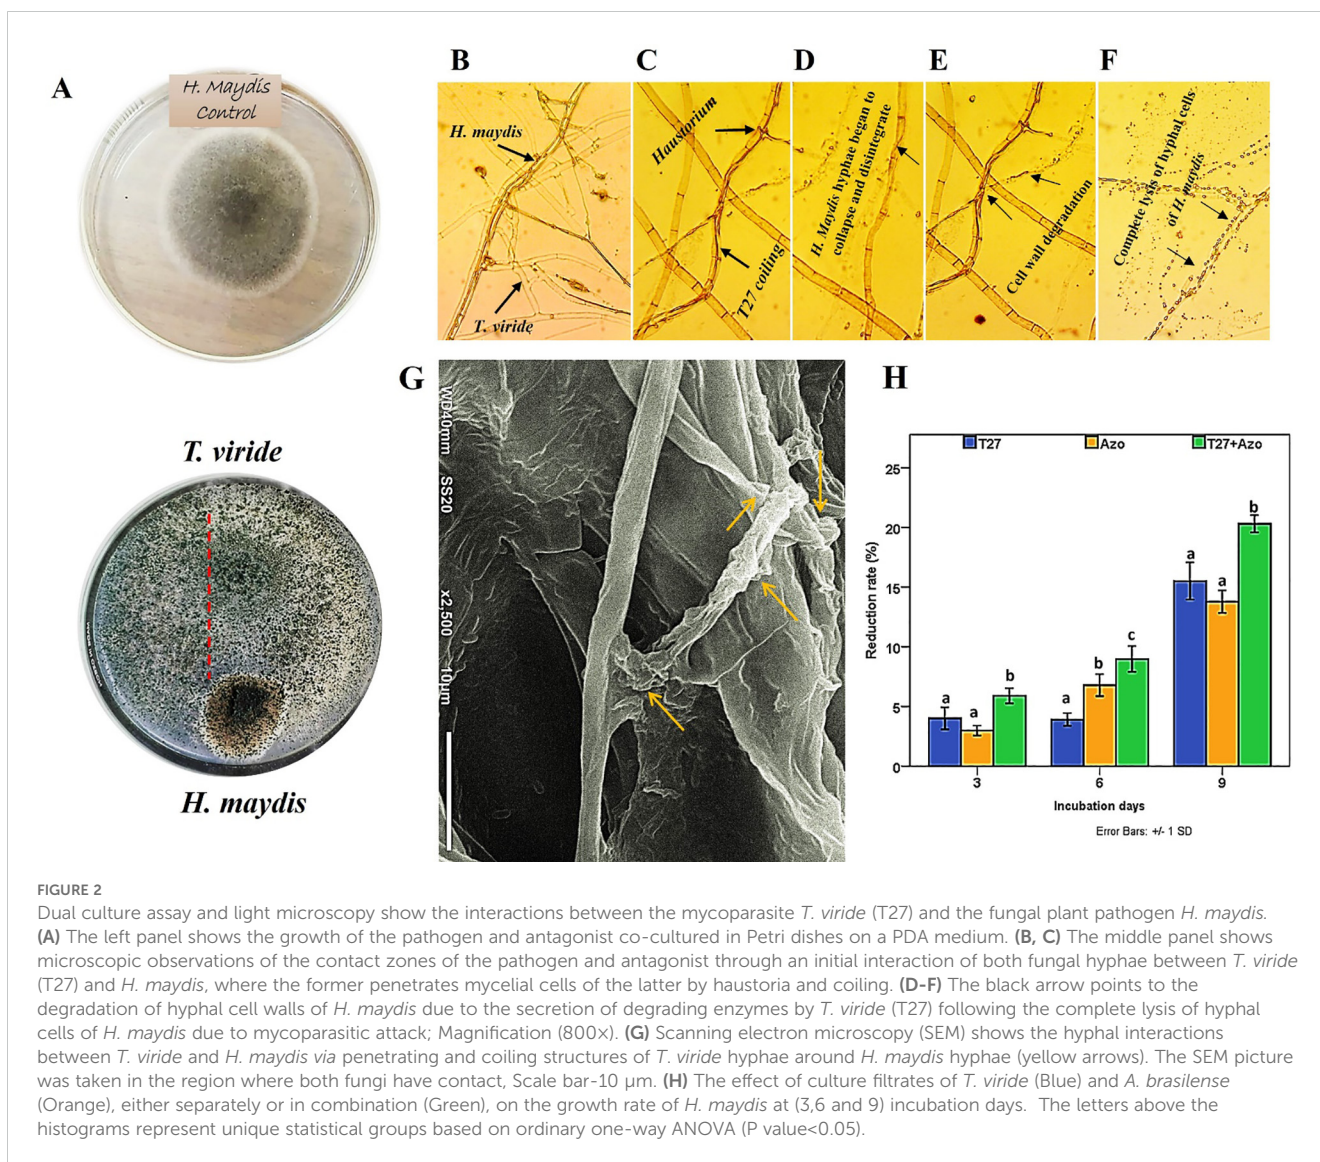 A
H. Maydis
Control
T. viride
H. maydis
B
C
D
E
F
H. maydis
T. viride
Haustorium
T27 coiling
H. Maydis hyphae began to
collapse and disintegrate
Cell wall degradation
Complete lysis of hyphal cells
of H. maydis
G
WD40mm
SS20
x2,500
10µm
H
T27
Azo
T27+Azo
Reduction rate (%)
25
20
15
10
5
0
a
a
b
a
b
c
a
a
b
3
6
9
Incubation days
Error Bars: +/- 1 SD
FIGURE 2
Dual culture assay and light microscopy show the interactions between the mycoparasite T. viride (T27) and the fungal plant pathogen H. maydis.
(A) The left panel shows the growth of the pathogen and antagonist co-cultured in Petri dishes on a PDA medium. (B, C) The middle panel shows
microscopic observations of the contact zones of the pathogen and antagonist through an initial interaction of both fungal hyphae between T. viride
(T27) and H. maydis, where the former penetrates mycelial cells of the latter by haustoria and coiling. (D-F) The black arrow points to the
degradation of hyphal cell walls of H. maydis due to the secretion of degrading enzymes by T. viride (T27) following the complete lysis of hyphal
cells of H. maydis due to mycoparasitic attack; Magnification (800×). (G) Scanning electron microscopy (SEM) shows the hyphal interactions
between T. viride and H. maydis via penetrating and coiling structures of T. viride hyphae around H. maydis hyphae (yellow arrows). The SEM picture
was taken in the region where both fungi have contact, Scale bar-10 µm. (H) The effect of culture filtrates of T. viride (Blue) and A. brasilense
(Orange), either separately or in combination (Green), on the growth rate of H. maydis at (3,6 and 9) incubation days. The letters above the
histograms represent unique statistical groups based on ordinary one-way ANOVA (P value<0.05).